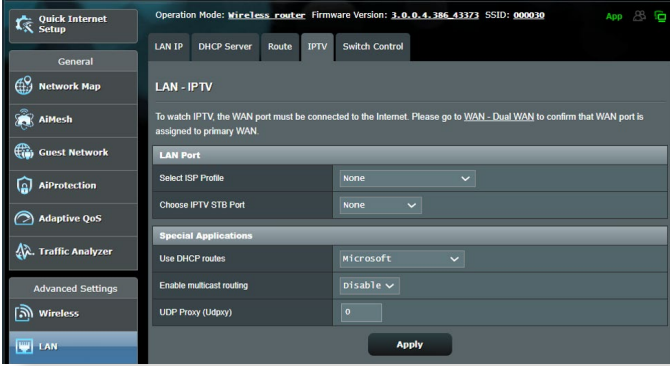 Quick Internet
Setup
General
Network Map
AiMesh
Guest Network
AiProtection
Adaptive QoS
Traffic Analyzer
Advanced Settings
Wireless
LAN
Operation Mode: Wireless router Firmware Version: 3.0.0.4.386_43373 SSID: 000030
App
LAN IP DHCP Server Route IPTV Switch Control
LAN - IPTV
To watch IPTV, the WAN port must be connected to the Internet. Please go to WAN - Dual WAN to confirm that WAN port is
assigned to primary WAN.
LAN Port
Select ISP Profile None
Choose IPTV STB Port None
Special Applications
Use DHCP routes Microsoft
Enable multicast routing Disable
UDP Proxy (Udpxy) 0
Apply